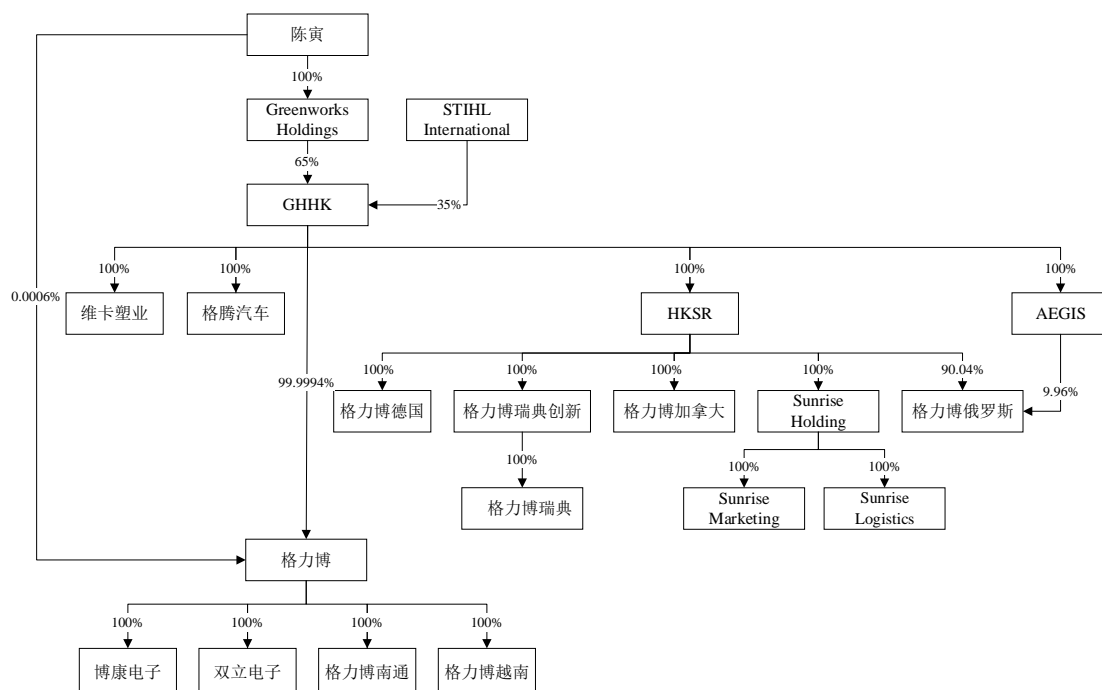 陈寅
100%
Greenworks
Holdings
STIHL
International
65%
GHHK
35%
100%
100%
100%
100%
0.0006%
维卡塑业
格腾汽车
HKSR
AEGIS
99.9994%
100%
100%
100%
100%
90.04%
9.96%
格力博德国
格力博瑞典创新
格力博加拿大
Sunrise
Holding
格力博俄罗斯
100%
100%
100%
格力博瑞典
Sunrise
Marketing
Sunrise
Logistics
格力博
100%
100%
100%
100%
博康电子
双立电子
格力博南通
格力博越南